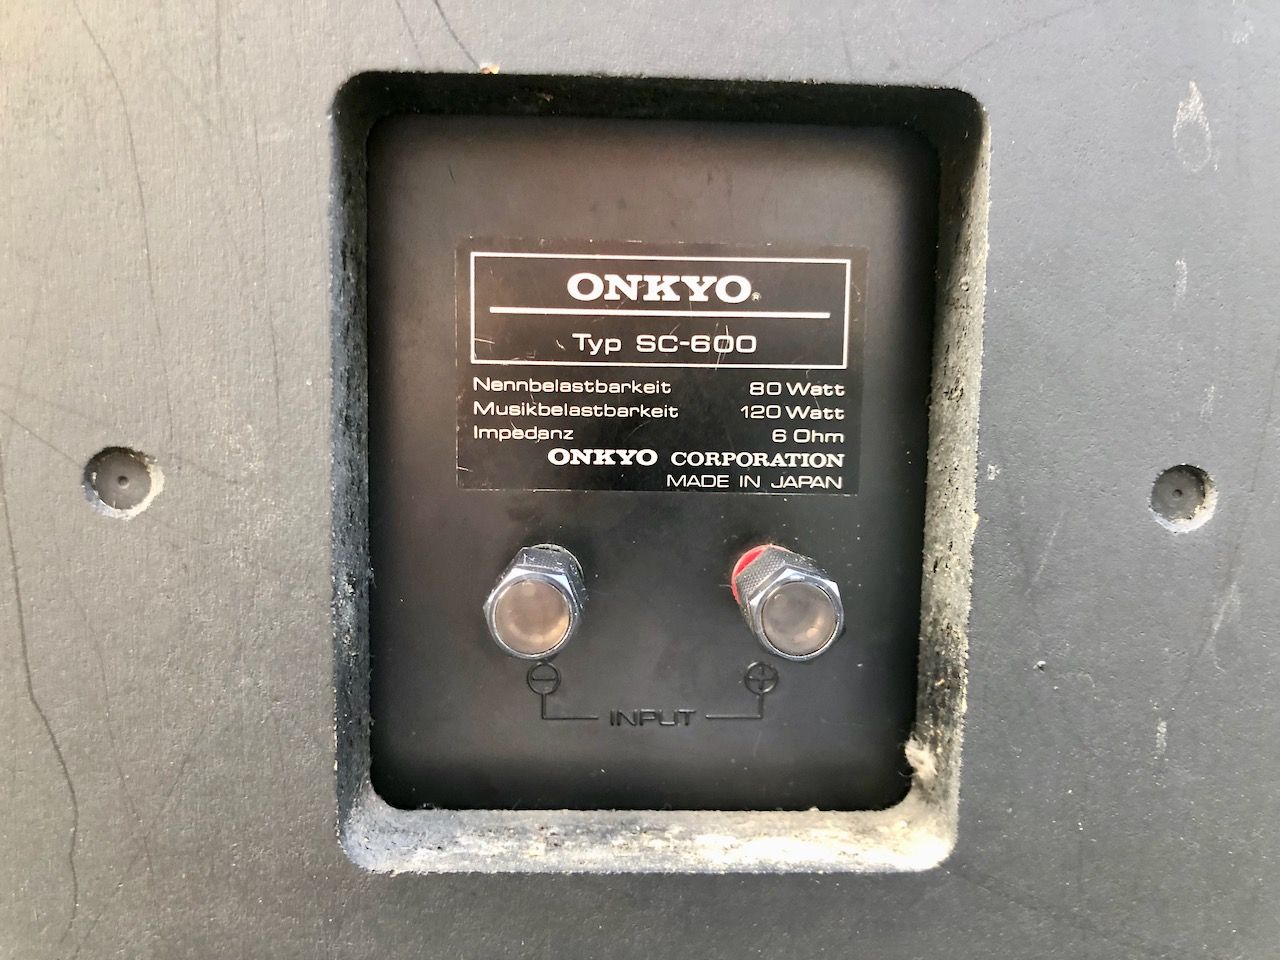 ONKYO®
Typ SC-600
Nennbelastbarkeit 80 Watt
Musikbelastbarkeit 120 Watt
Impedanz 6 Ohm
ONKYO CORPORATION
MADE IN JAPAN
− +
INPUT